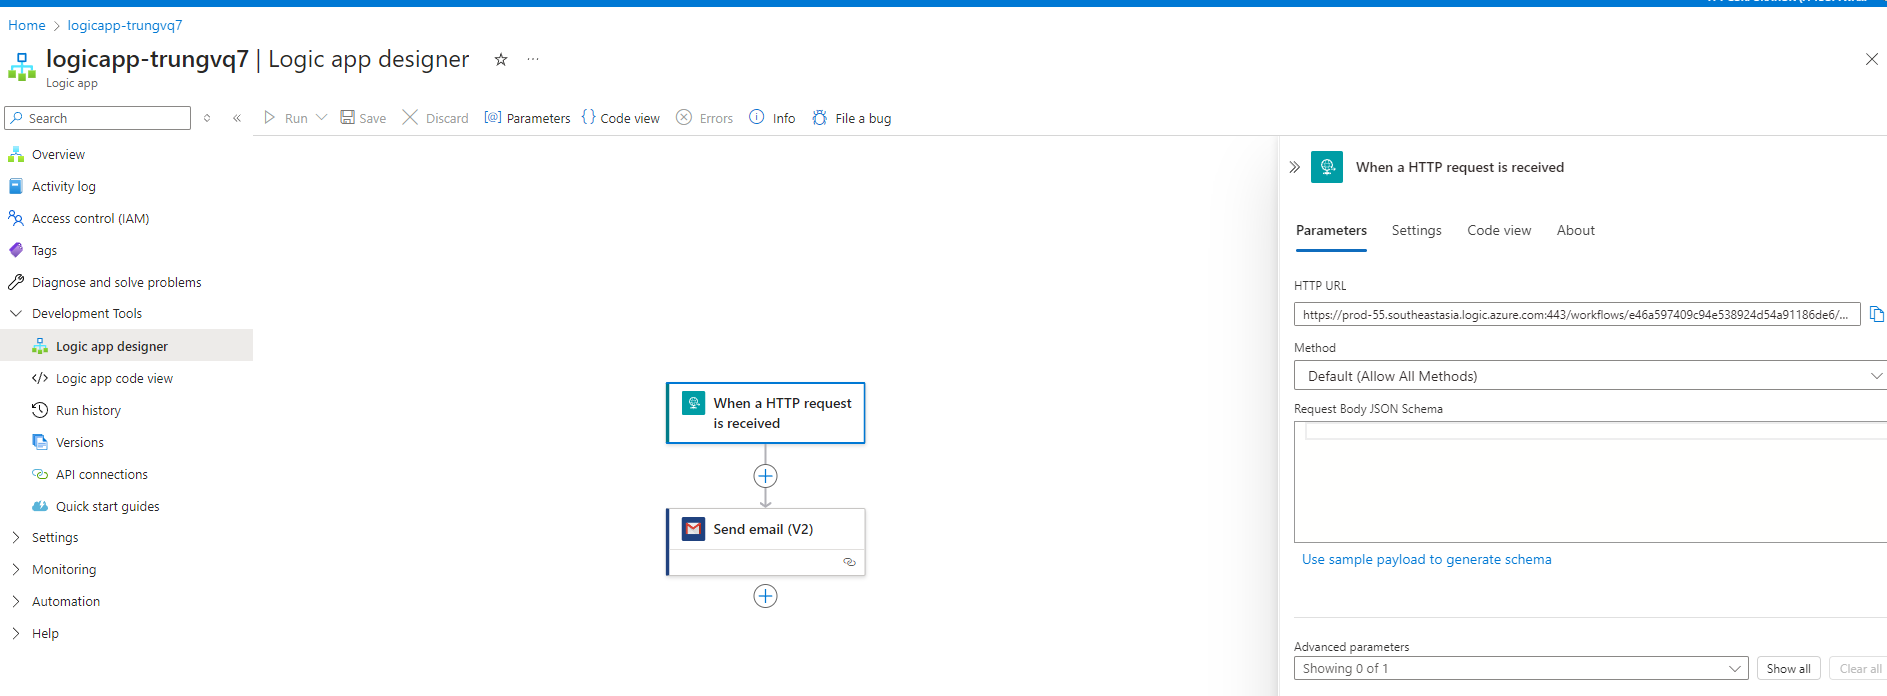 Home > logicapp-trungvq7
logicapp-trungvq7 | Logic app designer
Logic app
Search
Run
Save
Discard
Parameters
Code view
Errors
Info
File a bug
Overview
Activity log
Access control (IAM)
Tags
Diagnose and solve problems
Development Tools
Logic app designer
Logic app code view
Run history
Versions
API connections
Quick start guides
Settings
Monitoring
Automation
Help
When a HTTP request
is received
Send email (V2)
When a HTTP request is received
Parameters
Settings
Code view
About
HTTP URL
https://prod-55.southeastasia.logic.azure.com:443/workflows/e46a597409c94e538924d54a91186de6/...
Method
Default (Allow All Methods)
Request Body JSON Schema
Use sample payload to generate schema
Advanced parameters
Showing 0 of 1
Show all
Clear all